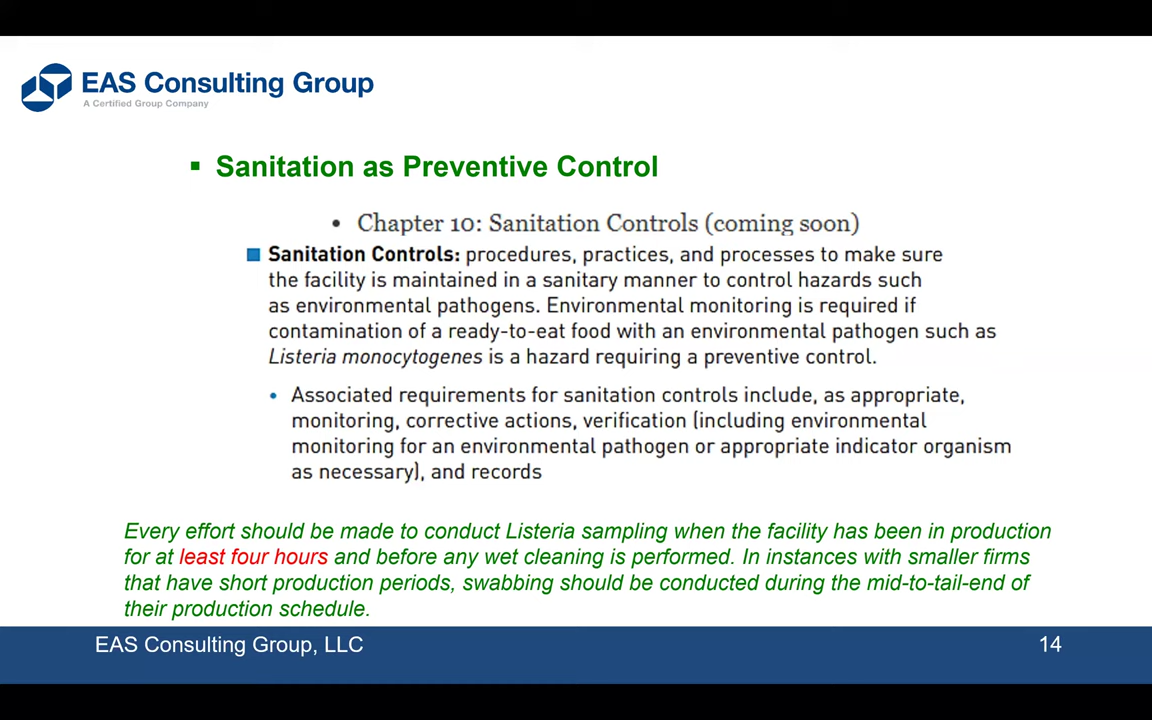 EAS Consulting Group
A Certified Group Company
▪ Sanitation as Preventive Control
• Chapter 10: Sanitation Controls (coming soon)
■ Sanitation Controls: procedures, practices, and processes to make sure
the facility is maintained in a sanitary manner to control hazards such
as environmental pathogens. Environmental monitoring is required if
contamination of a ready-to-eat food with an environmental pathogen such as
Listeria monocytogenes is a hazard requiring a preventive control.
• Associated requirements for sanitation controls include, as appropriate,
monitoring, corrective actions, verification (including environmental
monitoring for an environmental pathogen or appropriate indicator organism
as necessary), and records
Every effort should be made to conduct Listeria sampling when the facility has been in production
for at least four hours and before any wet cleaning is performed. In instances with smaller firms
that have short production periods, swabbing should be conducted during the mid-to-tail-end of
their production schedule.
EAS Consulting Group, LLC
14